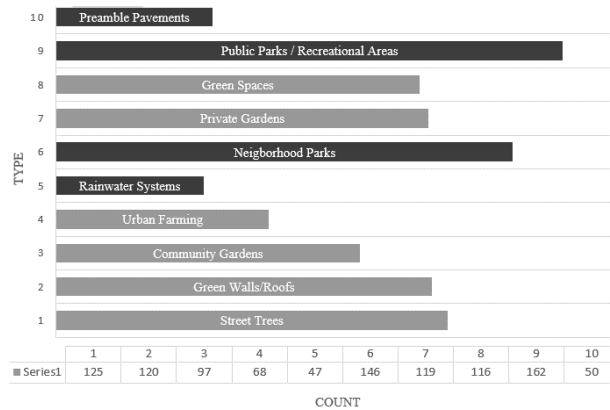 10 Preamble Pavements
9 Public Parks / Recreational Areas
8 Green Spaces
7 Private Gardens
6 Neigborhood Parks
5 Rainwater Systems
4 Urban Farming
3 Community Gardens
2 Green Walls/Roofs
1 Street Trees
TYPE
1 2 3 4 5 6 7 8 9 10
Series1 125 120 97 68 47 146 119 116 162 50
COUNT